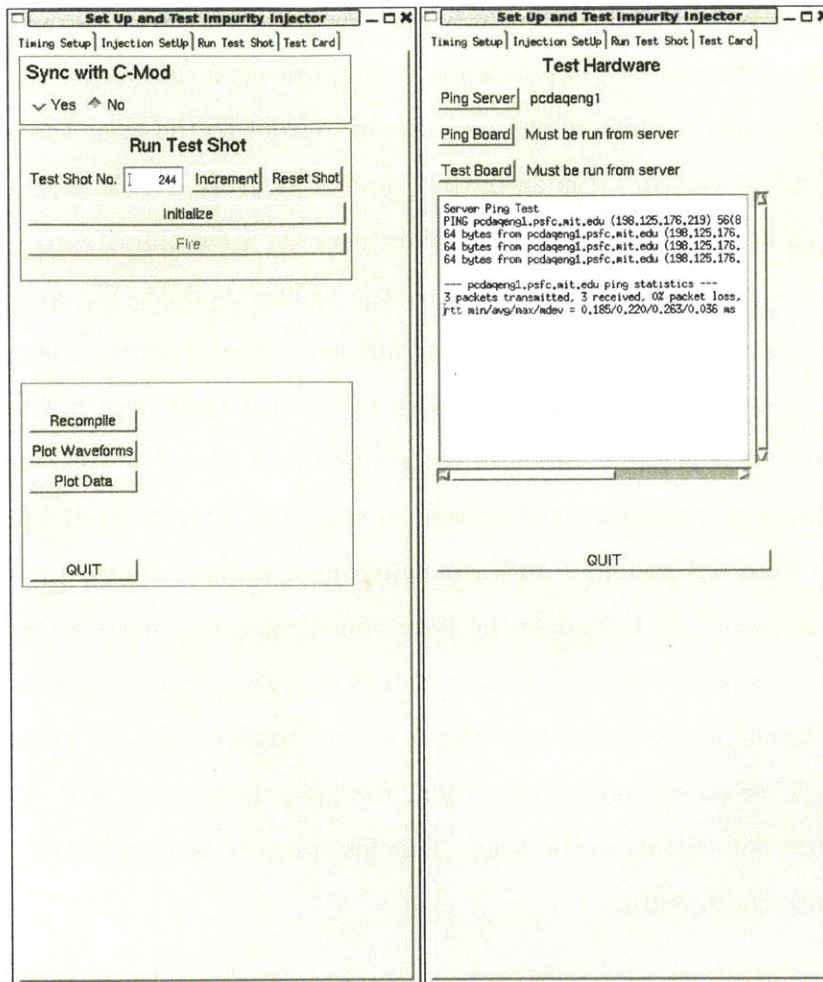 Set Up and Test Impurity Injector
Timing Setup Injection SetUp Run Test Shot Test Card
Sync with C-Mod
Yes No
Run Test Shot
Test Shot No. 244 Increment Reset Shot
Initialize
Fire
Recompile
Plot Waveforms
Plot Data
QUIT
Set Up and Test Impurity Injector
Timing Setup Injection SetUp Run Test Shot Test Card
Test Hardware
Ping Server pcdaqeng1
Ping Board Must be run from server
Test Board Must be run from server
Server Ping Test
PING pcdaqeng1.psfc.mit.edu (198.125.176.219) 56(8
64 bytes from pcdaqeng1.psfc.mit.edu (198.125.176.
64 bytes from pcdaqeng1.psfc.mit.edu (198.125.176.
64 bytes from pcdaqeng1.psfc.mit.edu (198.125.176.
--- pcdaqeng1.psfc.mit.edu ping statistics ---
3 packets transmitted, 3 received, 0% packet loss,
rtt min/avg/max/mdev = 0.185/0.220/0.263/0.036 ms
QUIT